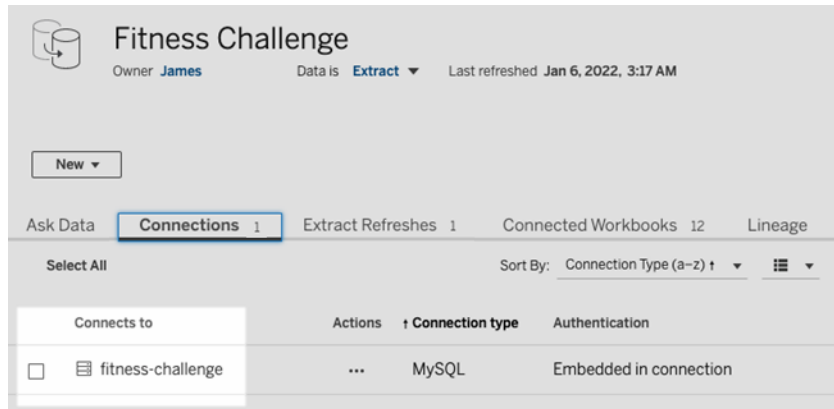 Fitness Challenge
Owner James Data is Extract Last refreshed Jan 6, 2022, 3:17 AM
New
Ask Data Connections 1 Extract Refreshes 1 Connected Workbooks 12 Lineage
Select All Sort By: Connection Type (a–z) ↑
Connects to Actions ↑ Connection type Authentication
fitness-challenge ... MySQL Embedded in connection